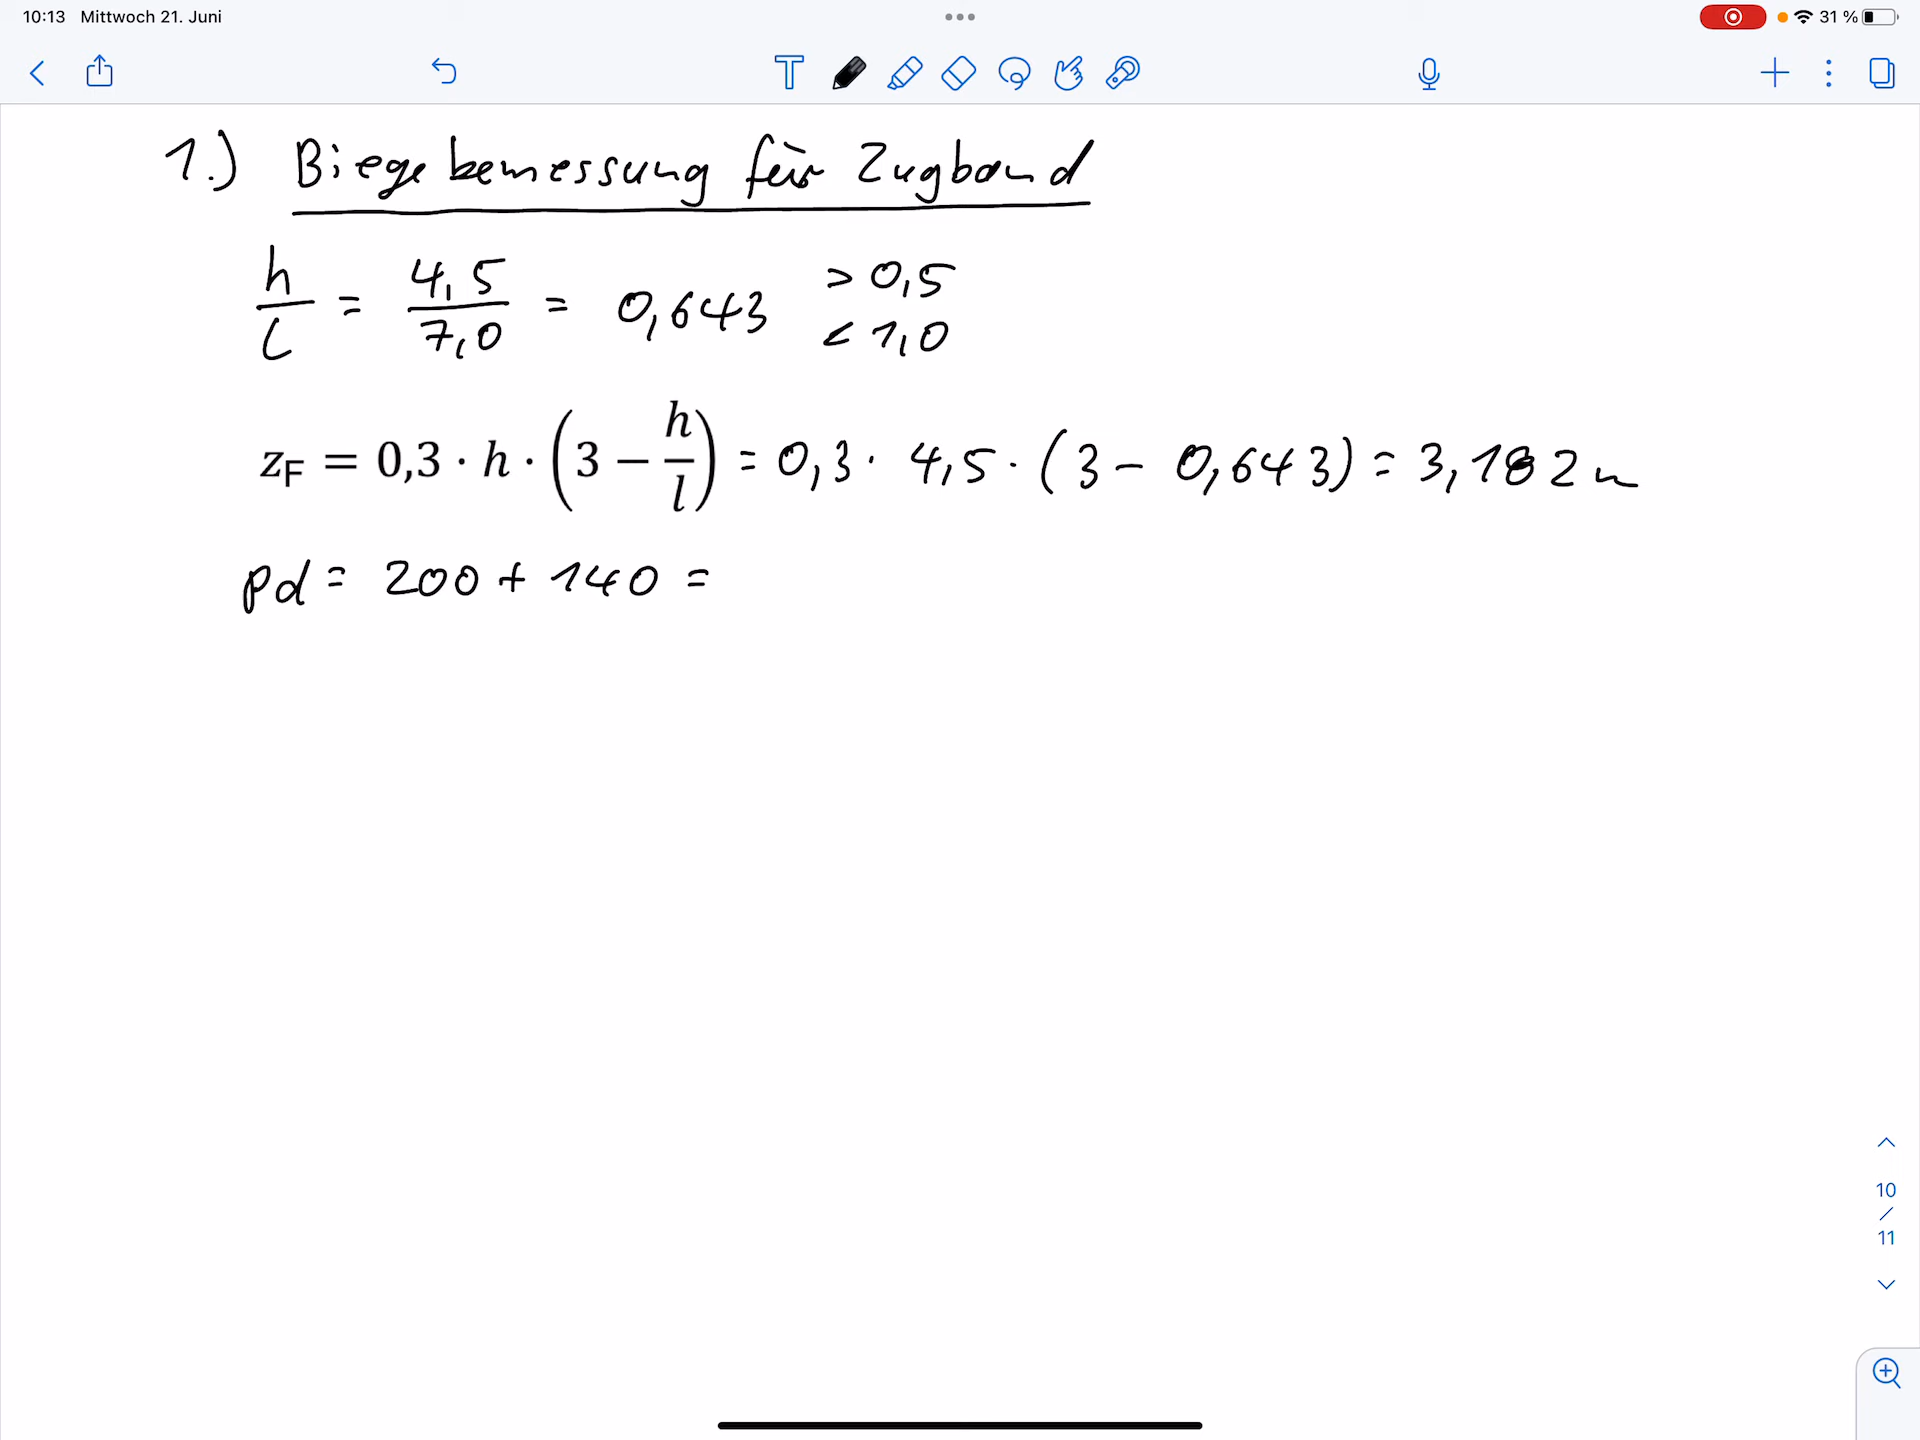 10:13 Mittwoch 21. Juni 31 %
T
1.) Biegebemessung für Zugband
h/l = 4,5/7,0 = 0,643 > 0,5
< 1,0
zF = 0,3 · h · (3 − h/l) = 0,3 · 4,5 · (3 − 0,643) = 3,182 m
pd = 200 + 140 =
10
/
11